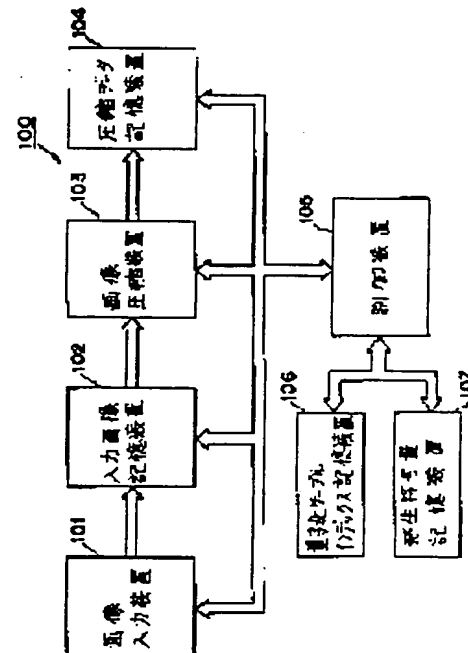 100
101
画像
入力装置
102
入力画像
記憶装置
103
画像
圧縮装置
104
圧縮データ
記憶装置
105
制御装置
106
量子化テーブル
インデックス記憶装置
107
発生符号量
記憶装置